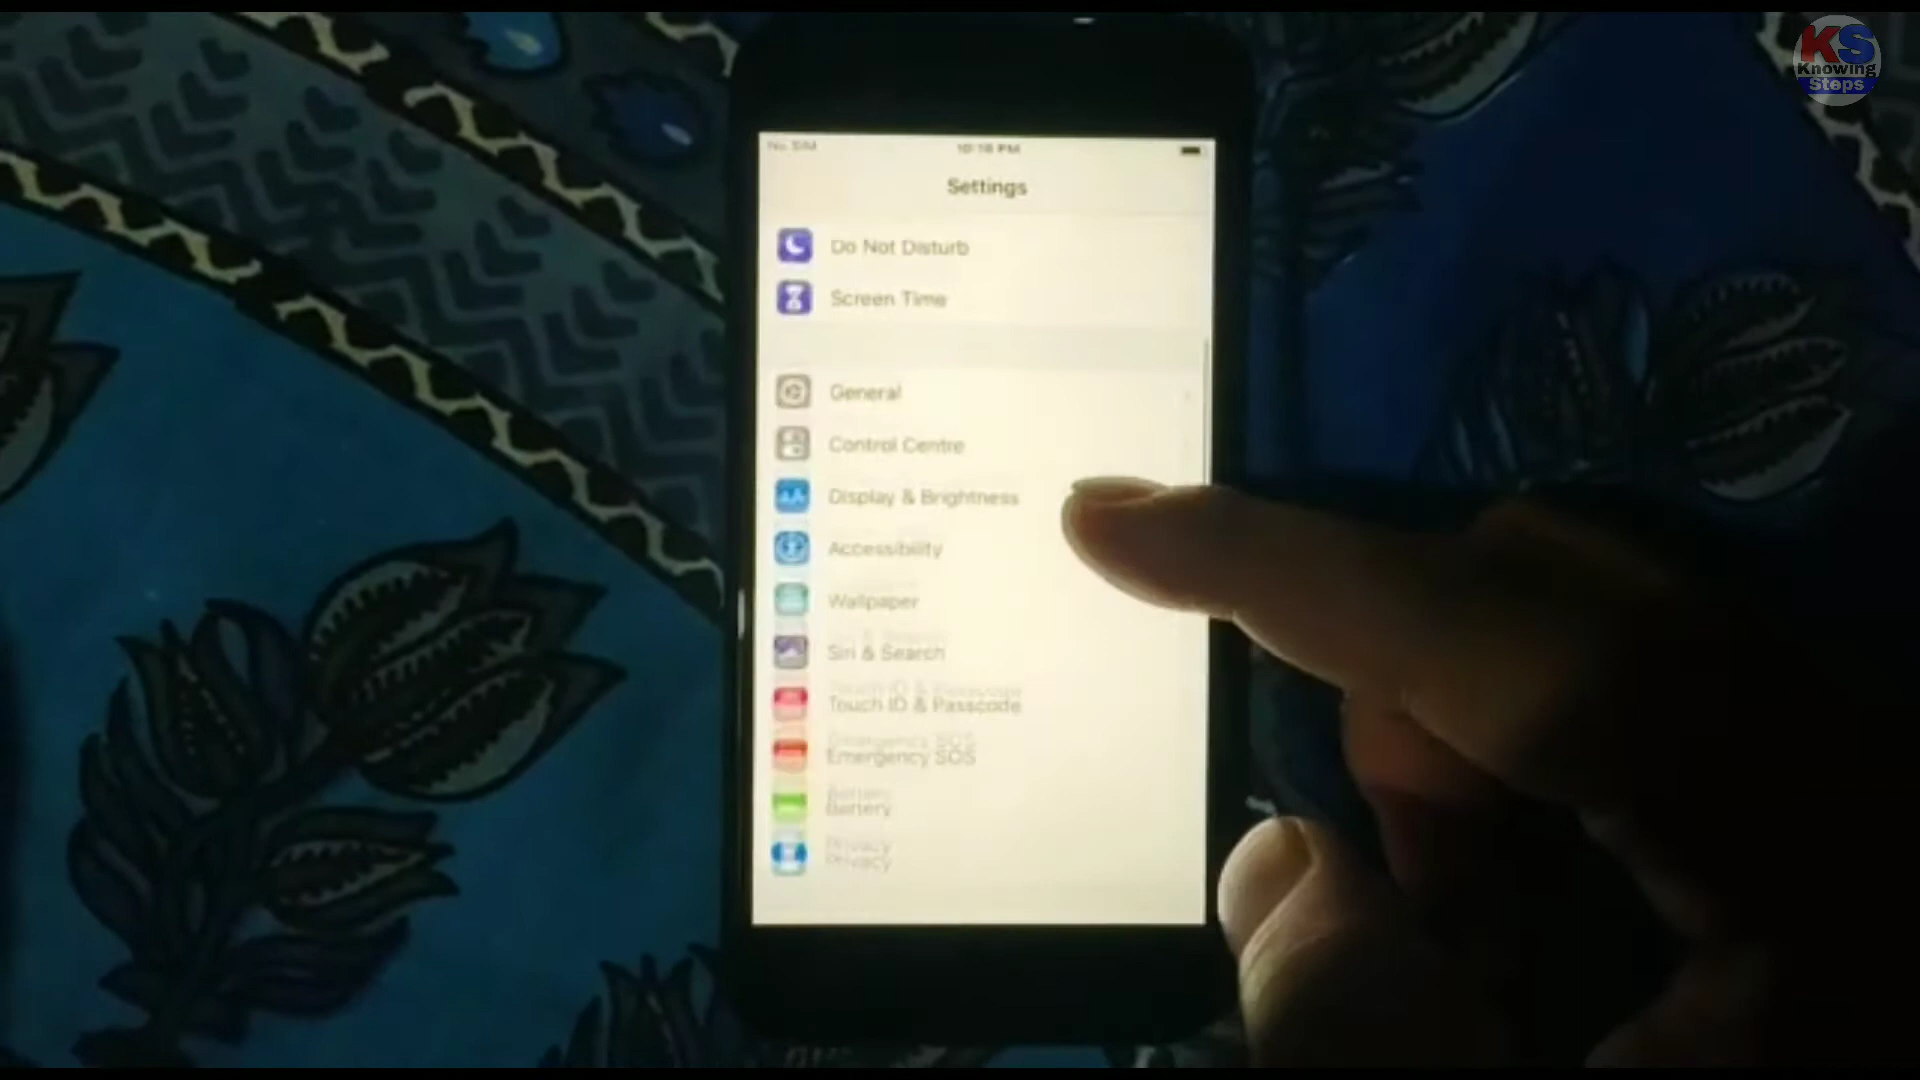 KS
Knowing
Steps
No SIM
10:16 PM
Settings
Do Not Disturb
Screen Time
General
Control Centre
Display & Brightness
Accessibility
Wallpaper
Siri & Search
Touch ID & Passcode
Emergency SOS
Battery
Privacy